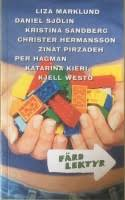 LIZA MARKLUND
DANIEL SJÖLIN
KRISTINA SANDBERG
CHRISTER HERMANSSON
ZINAT PIRZADEH
PER HAGMAN
KATARINA KIERI
KJELL WESTÖ
FÄRD
LEKTYR